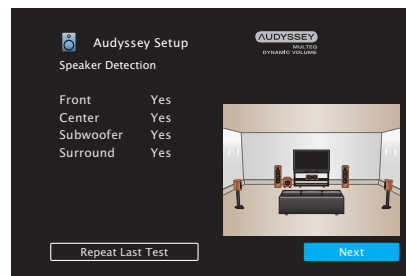 Audyssey Setup
AUDYSSEY
MULTEQ
DYNAMIC VOLUME
Speaker Detection
Front Yes
Center Yes
Subwoofer Yes
Surround Yes
Repeat Last Test
Next